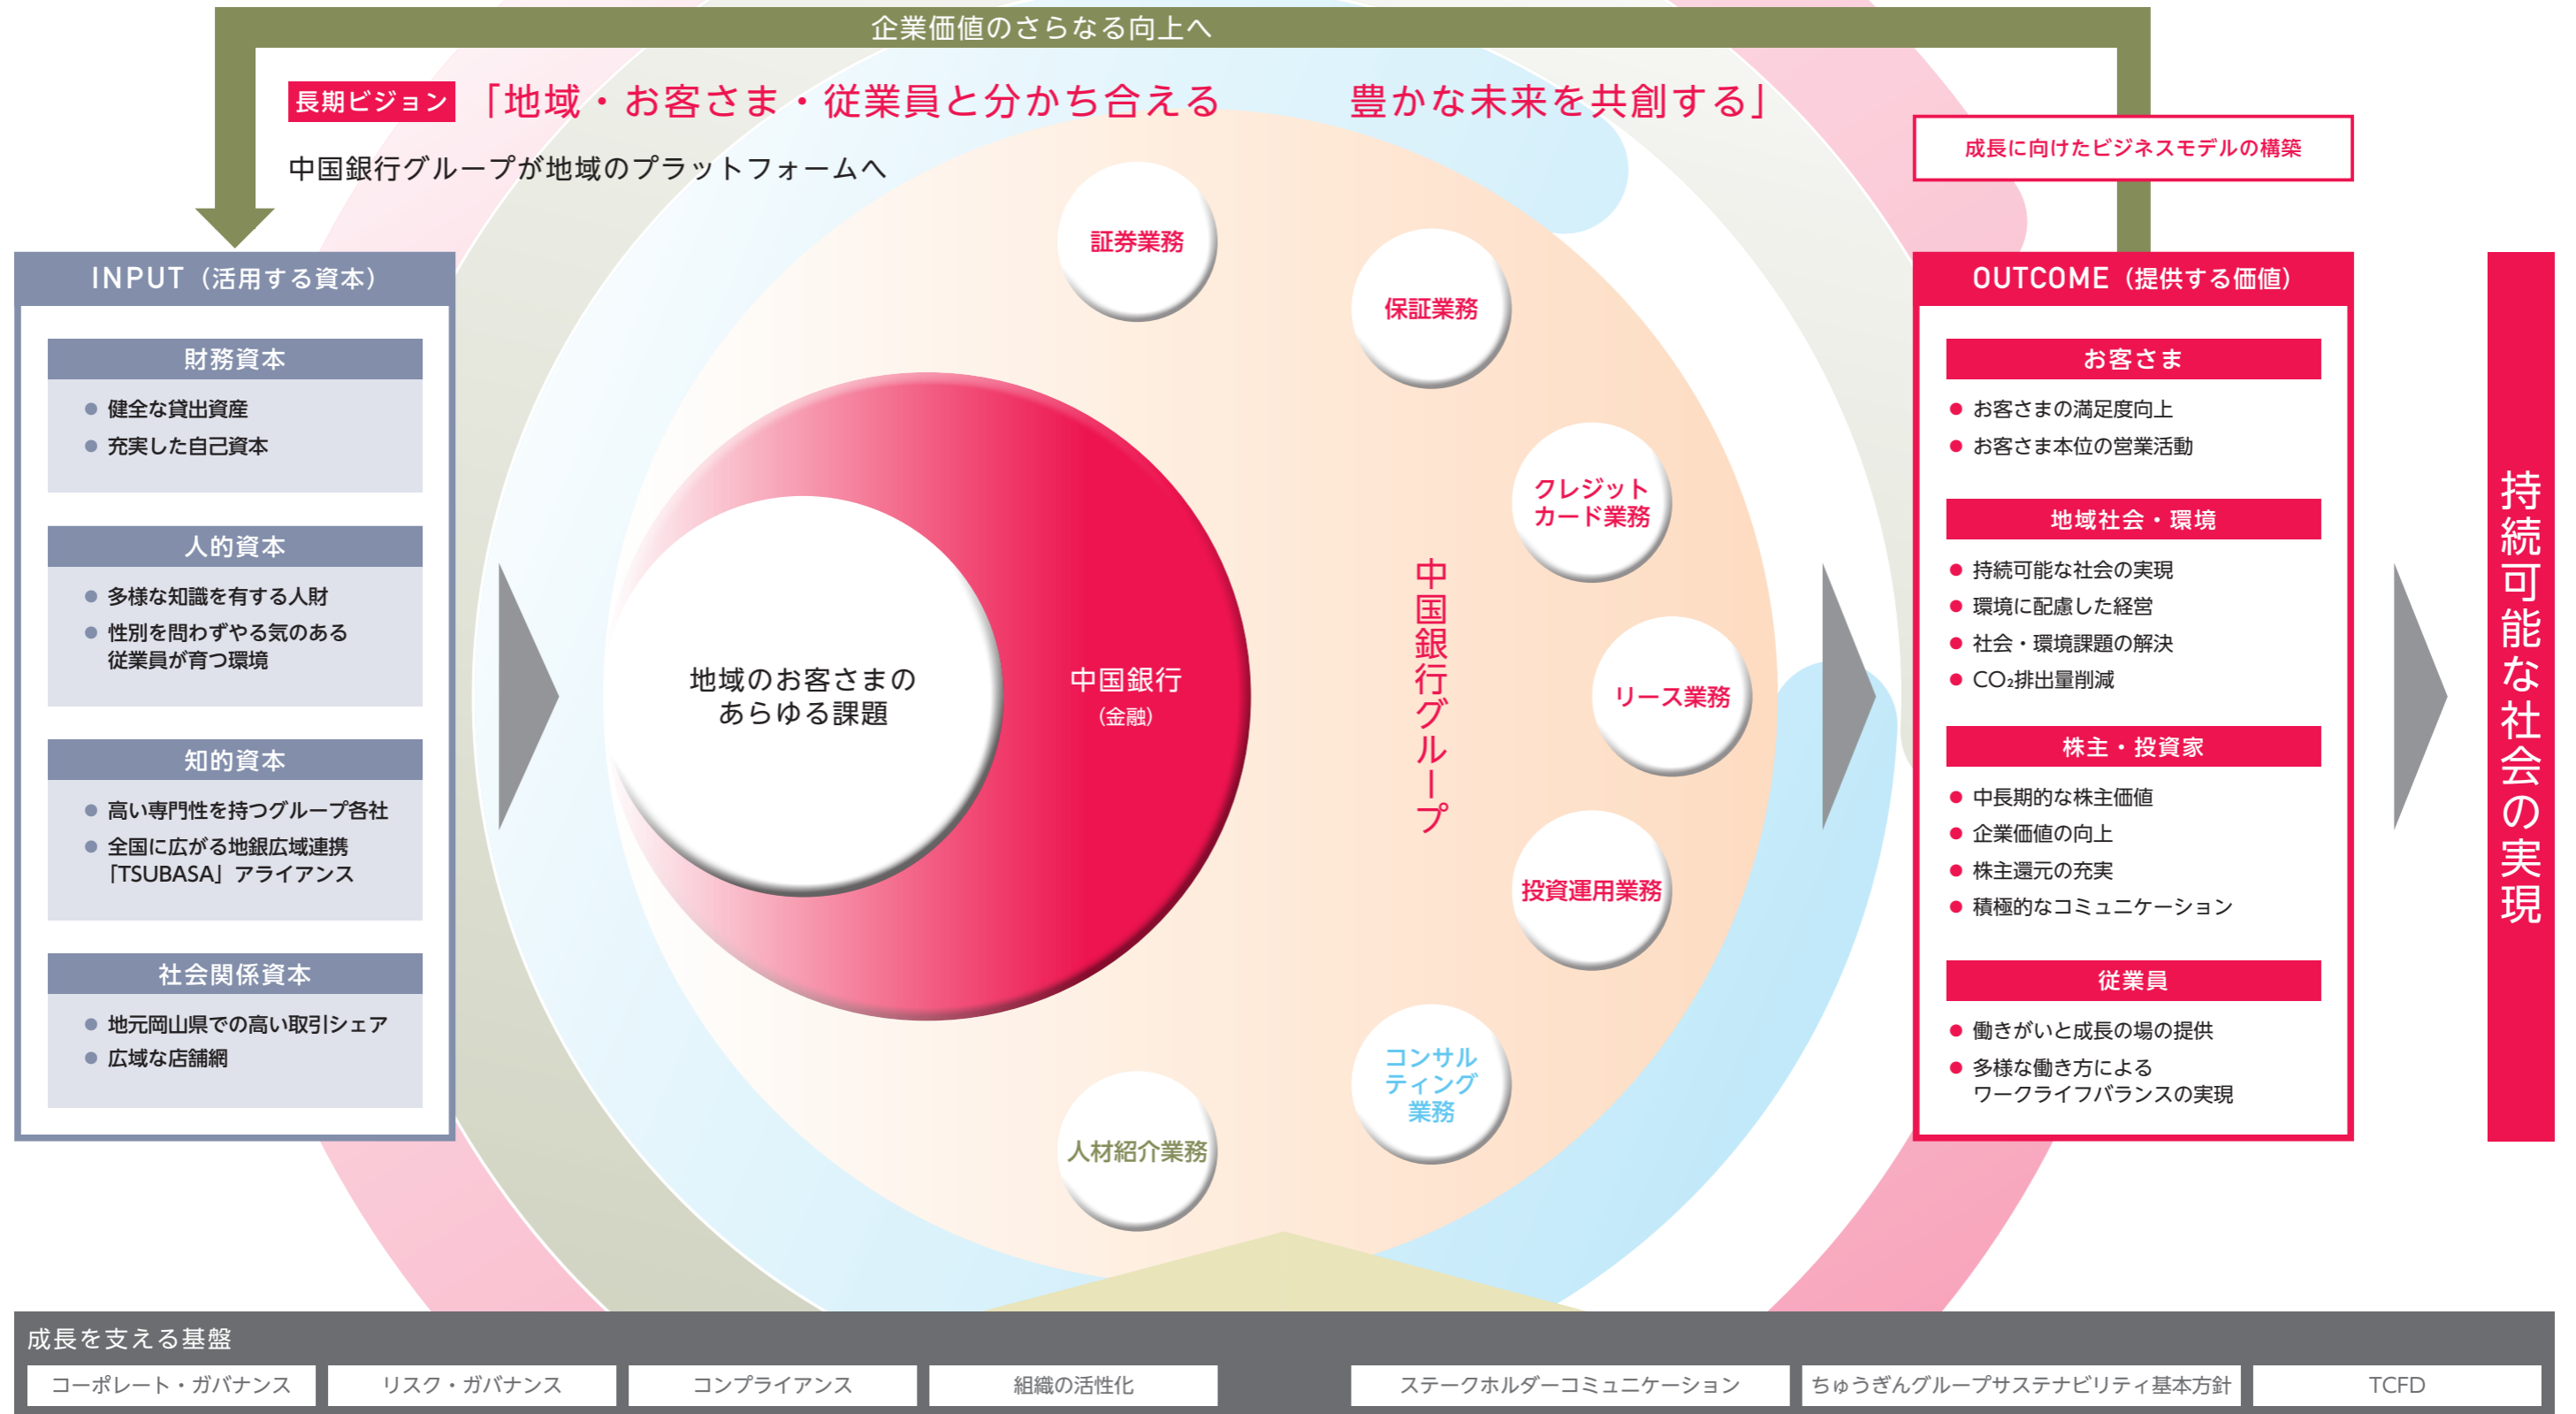 企業価値のさらなる向上へ
長期ビジョン
「地域・お客さま・従業員と分かち合える 豊かな未来を共創する」
中国銀行グループが地域のプラットフォームへ
成長に向けたビジネスモデルの構築
INPUT（活用する資本）
財務資本
● 健全な貸出資産
● 充実した自己資本
人的資本
● 多様な知識を有する人財
● 性別を問わずやる気のある
従業員が育つ環境
知的資本
● 高い専門性を持つグループ各社
● 全国に広がる地銀広域連携
「TSUBASA」アライアンス
社会関係資本
● 地元岡山県での高い取引シェア
● 広域な店舗網
地域のお客さまの
あらゆる課題
中国銀行
（金融）
中国銀行グループ
証券業務
保証業務
クレジット
カード業務
リース業務
投資運用業務
コンサル
ティング
業務
人材紹介業務
OUTCOME（提供する価値）
お客さま
● お客さまの満足度向上
● お客さま本位の営業活動
地域社会・環境
● 持続可能な社会の実現
● 環境に配慮した経営
● 社会・環境課題の解決
● CO₂排出量削減
株主・投資家
● 中長期的な株主価値
● 企業価値の向上
● 株主還元の充実
● 積極的なコミュニケーション
従業員
● 働きがいと成長の場の提供
● 多様な働き方による
ワークライフバランスの実現
持続可能な社会の実現
成長を支える基盤
コーポレート・ガバナンス
リスク・ガバナンス
コンプライアンス
組織の活性化
ステークホルダーコミュニケーション
ちゅうぎんグループサステナビリティ基本方針
TCFD